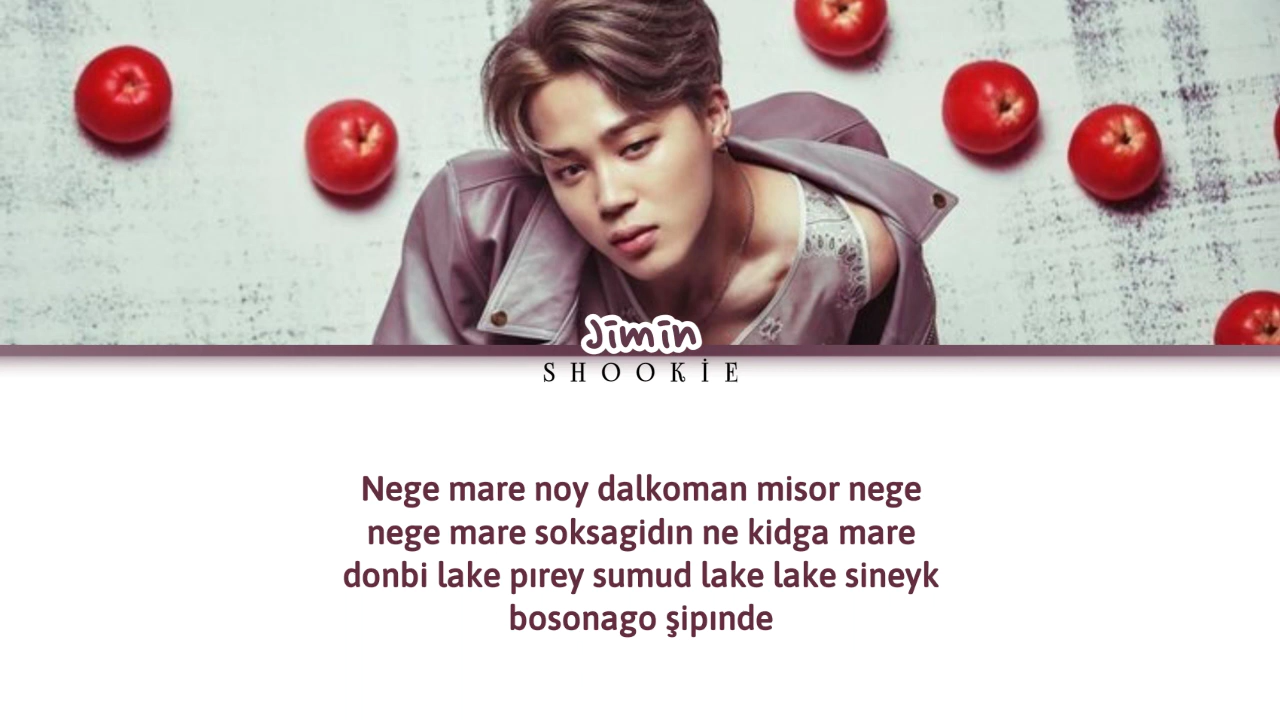 Jimin
SHOOKİE
Nege mare noy dalkoman misor nege
nege mare soksagidın ne kidga mare
donbi lake pırey sumud lake lake sineyk
bosonago şipınde